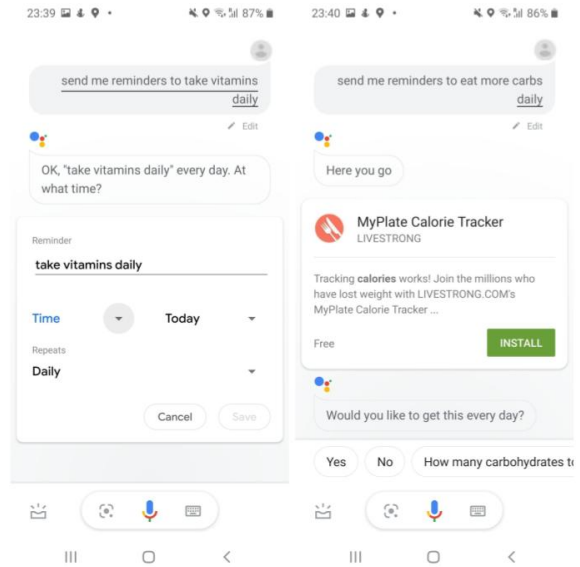 23:39 87%
send me reminders to take vitamins
daily
Edit
OK, "take vitamins daily" every day. At
what time?
Reminder
take vitamins daily
Time Today
Repeats
Daily
Cancel Save
23:40 86%
send me reminders to eat more carbs
daily
Edit
Here you go
MyPlate Calorie Tracker
LIVESTRONG
Tracking calories works! Join the millions who
have lost weight with LIVESTRONG.COM's
MyPlate Calorie Tracker ...
Free INSTALL
Would you like to get this every day?
Yes No How many carbohydrates to